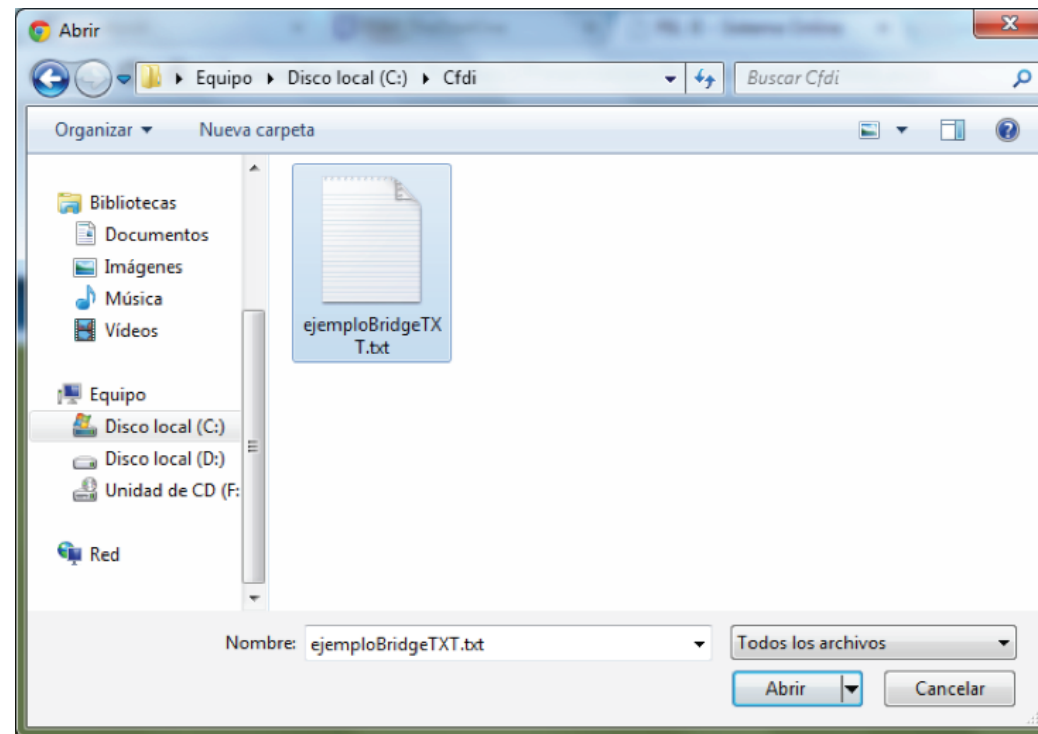 Abrir
Equipo Disco local (C:) Cfdi
Buscar Cfdi
Organizar
Nueva carpeta
Bibliotecas
Documentos
Imágenes
Música
Vídeos
Equipo
Disco local (C:)
Disco local (D:)
Unidad de CD (F:
Red
ejemploBridgeTX
T.txt
Nombre: ejemploBridgeTXT.txt
Todos los archivos
Abrir
Cancelar